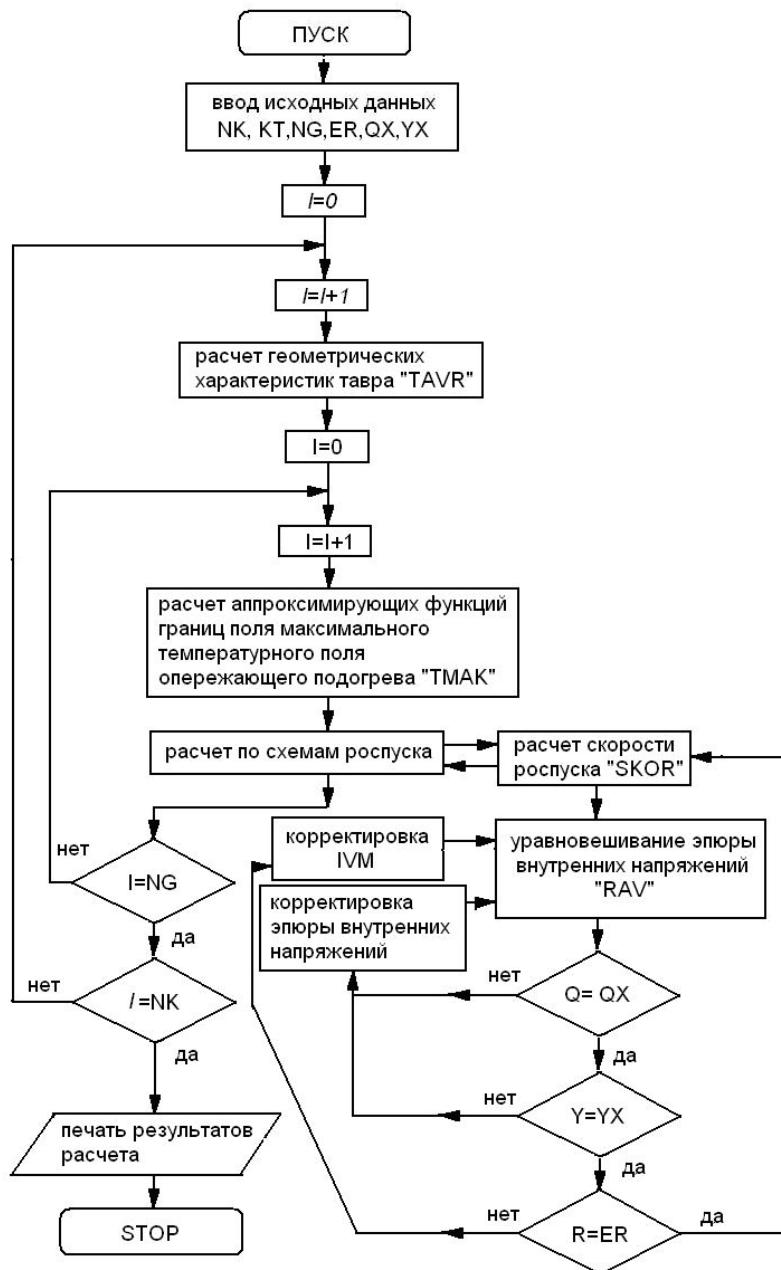 ПУСК
ввод исходных данных
NK, KT,NG,ER,QX,YX
I=0
I=I+1
расчет геометрических
характеристик тавра "TAVR"
I=0
I=I+1
расчет аппроксимирующих функций
границ поля максимального
температурного поля
опережающего подогрева "TMAK"
расчет по схемам роспуска
расчет скорости
роспуска "SKOR"
корректировка
IVM
уравновешивание эпюры
внутренних напряжений
"RAV"
корректировка
эпюры внутренних
напряжений
нет
I=NG
да
нет
I=NK
да
нет
Q= QX
да
нет
Y=YX
да
нет
R=ER
да
печать результатов
расчета
STOP